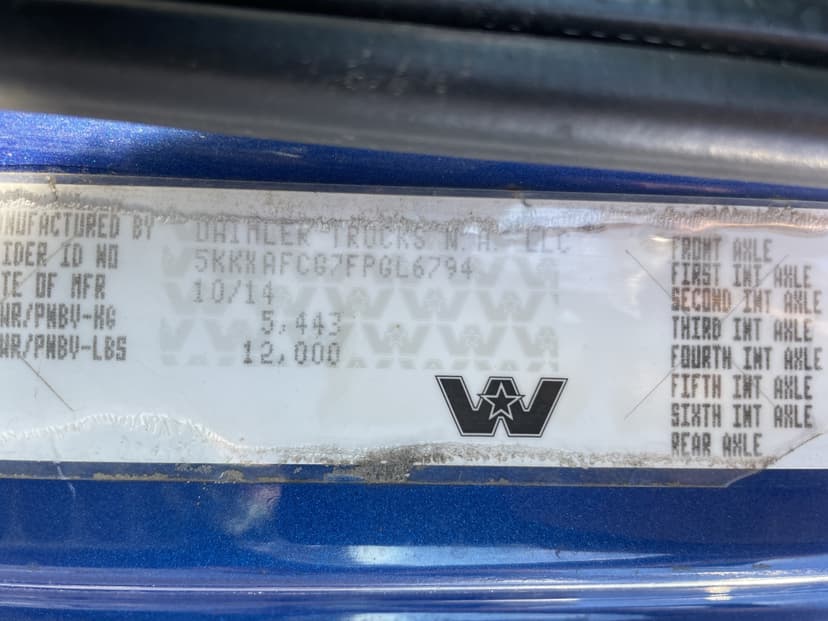 NUFACTURED BY DAIMLER TRUCKS N.A. LLC
IDER ID NO 5KKXAFCG7FPGL6794
TE OF MFR 10/14
WR/PNBV-KG 5,443
WR/PNBV-LBS 12,000
W
FRONT AXLE
FIRST INT AXLE
SECOND INT AXLE
THIRD INT AXLE
FOURTH INT AXLE
FIFTH INT AXLE
SIXTH INT AXLE
REAR AXLE